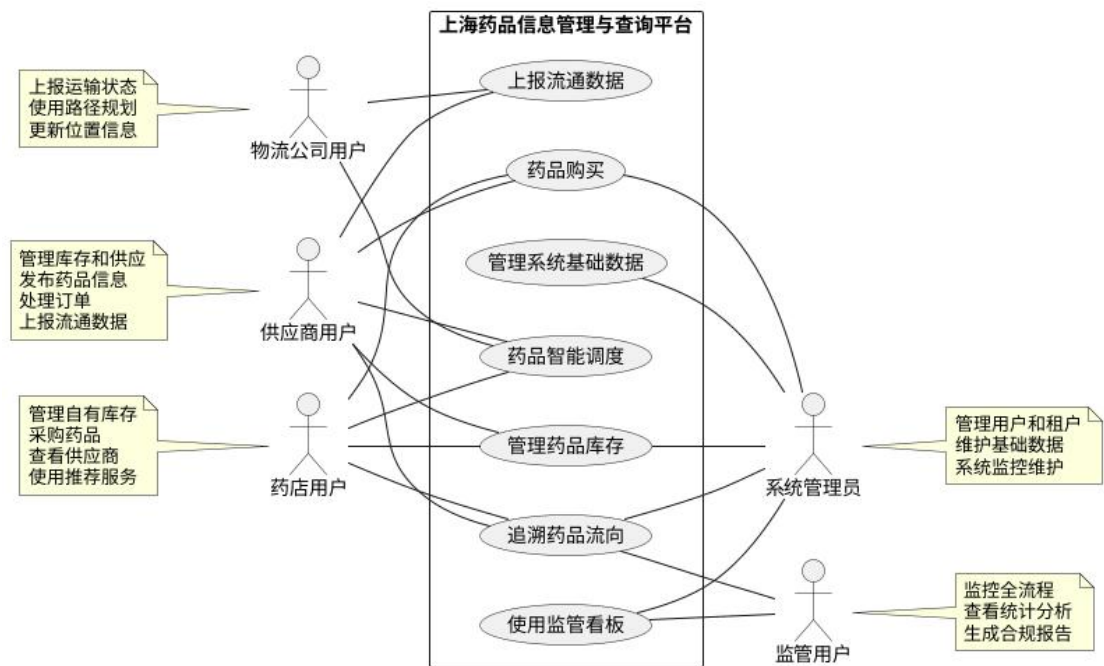 上海药品信息管理与查询平台
上报运输状态
使用路径规划
更新位置信息
物流公司用户
上报流通数据
药品购买
管理库存和供应
发布药品信息
处理订单
上报流通数据
供应商用户
管理系统基础数据
药品智能调度
管理自有库存
采购药品
查看供应商
使用推荐服务
药店用户
管理药品库存
追溯药品流向
使用监管看板
系统管理员
管理用户和租户
维护基础数据
系统监控维护
监管用户
监控全流程
查看统计分析
生成合规报告